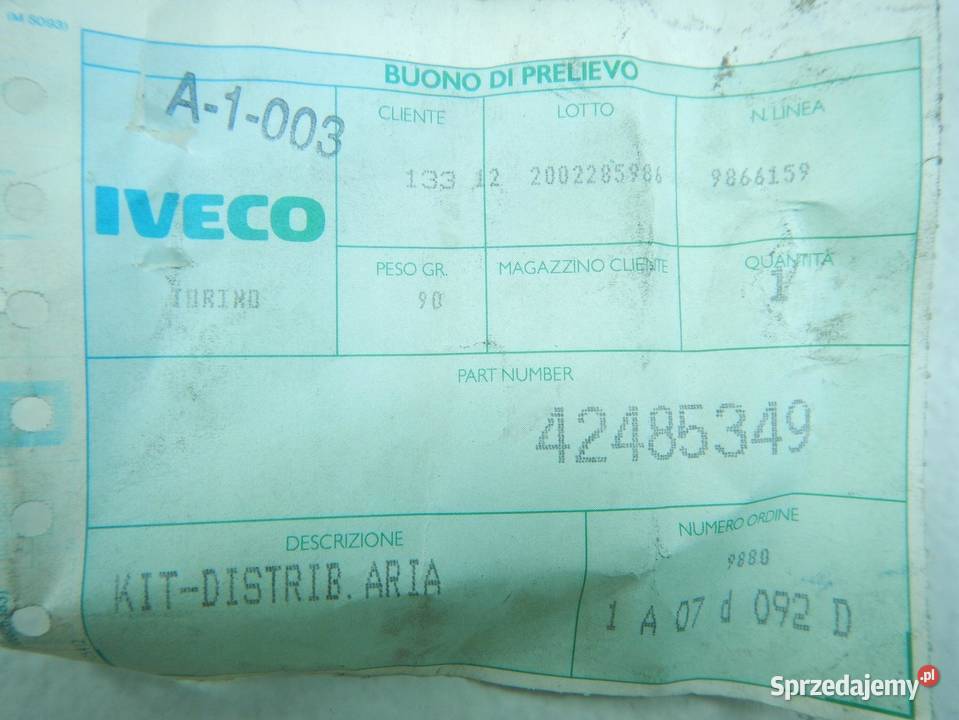 (M 5093)
BUONO DI PRELIEVO
A-1-003
IVECO
TORINO
CLIENTE
LOTTO
N. LINEA
133 12
2002285986
9866159
PESO GR.
MAGAZZINO CLIENTE
QUANTITÀ
90
1
PART NUMBER
42485349
DESCRIZIONE
NUMERO ORDINE
KIT-DISTRIB. ARIA
9880
1 A 07 d 092 D
Sprzedajemy.pl